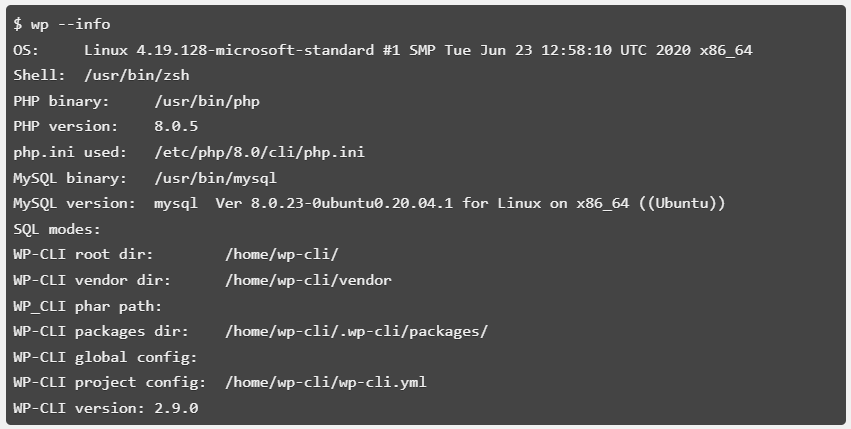 $ wp --info
OS:     Linux 4.19.128-microsoft-standard #1 SMP Tue Jun 23 12:58:10 UTC 2020 x86_64
Shell:  /usr/bin/zsh
PHP binary:     /usr/bin/php
PHP version:    8.0.5
php.ini used:   /etc/php/8.0/cli/php.ini
MySQL binary:   /usr/bin/mysql
MySQL version:  mysql  Ver 8.0.23-0ubuntu0.20.04.1 for Linux on x86_64 ((Ubuntu))
SQL modes:
WP-CLI root dir:        /home/wp-cli/
WP-CLI vendor dir:      /home/wp-cli/vendor
WP_CLI phar path:
WP-CLI packages dir:    /home/wp-cli/.wp-cli/packages/
WP-CLI global config:
WP-CLI project config:  /home/wp-cli/wp-cli.yml
WP-CLI version: 2.9.0